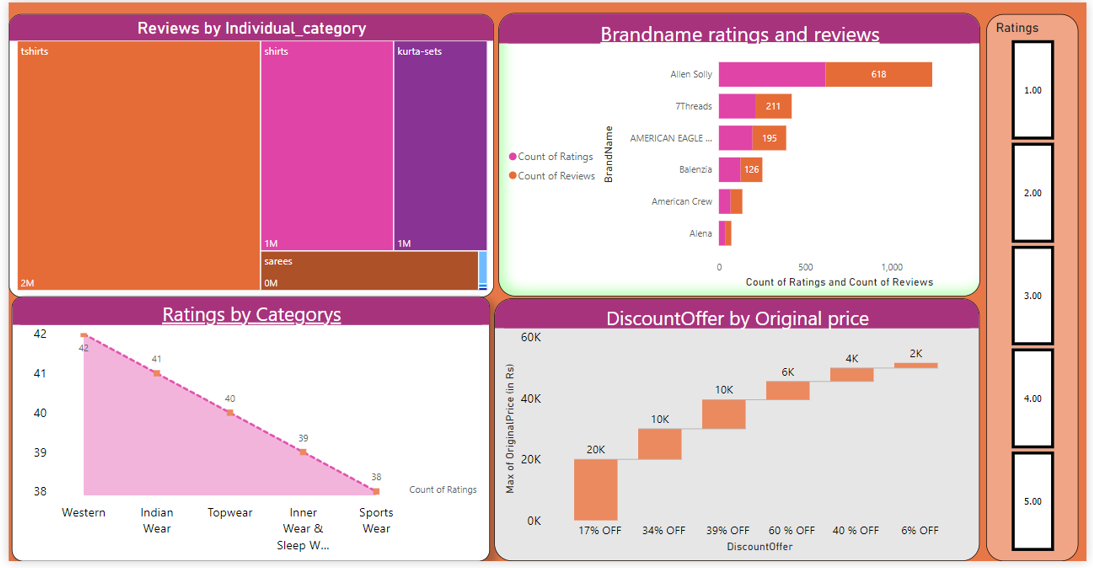 Reviews by Individual_category
tshirts
2M
shirts
1M
kurta-sets
1M
sarees
0M
Brandname ratings and reviews
Count of Ratings
Count of Reviews
BrandName
Allen Solly
618
7Threads
211
AMERICAN EAGLE ...
195
Balenzia
126
American Crew
Alena
0
500
1,000
Count of Ratings and Count of Reviews
Ratings
1.00
2.00
3.00
4.00
5.00
Ratings by Categorys
42
41
40
39
38
42
41
40
39
38
Count of Ratings
Western
Indian
Wear
Topwear
Inner
Wear &
Sleep W...
Sports
Wear
DiscountOffer by Original price
Max of OriginalPrice (in Rs)
60K
40K
20K
0K
20K
10K
10K
6K
4K
2K
17% OFF
34% OFF
39% OFF
60 % OFF
40 % OFF
6% OFF
DiscountOffer